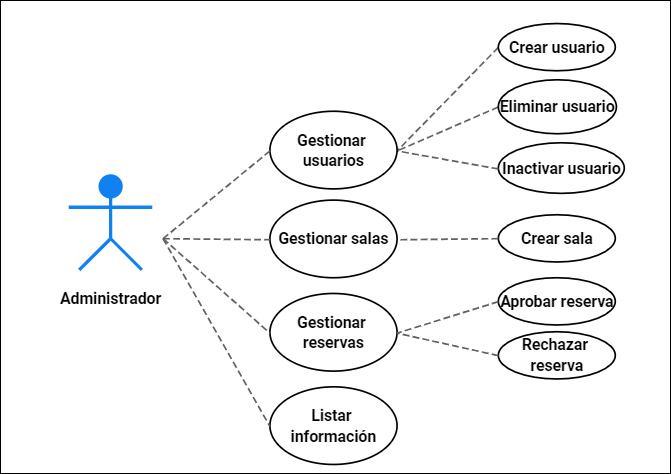 Crear usuario
Eliminar usuario
Gestionar
usuarios
Inactivar usuario
Gestionar salas
Crear sala
Administrador
Aprobar reserva
Gestionar
reservas
Rechazar
reserva
Listar
información